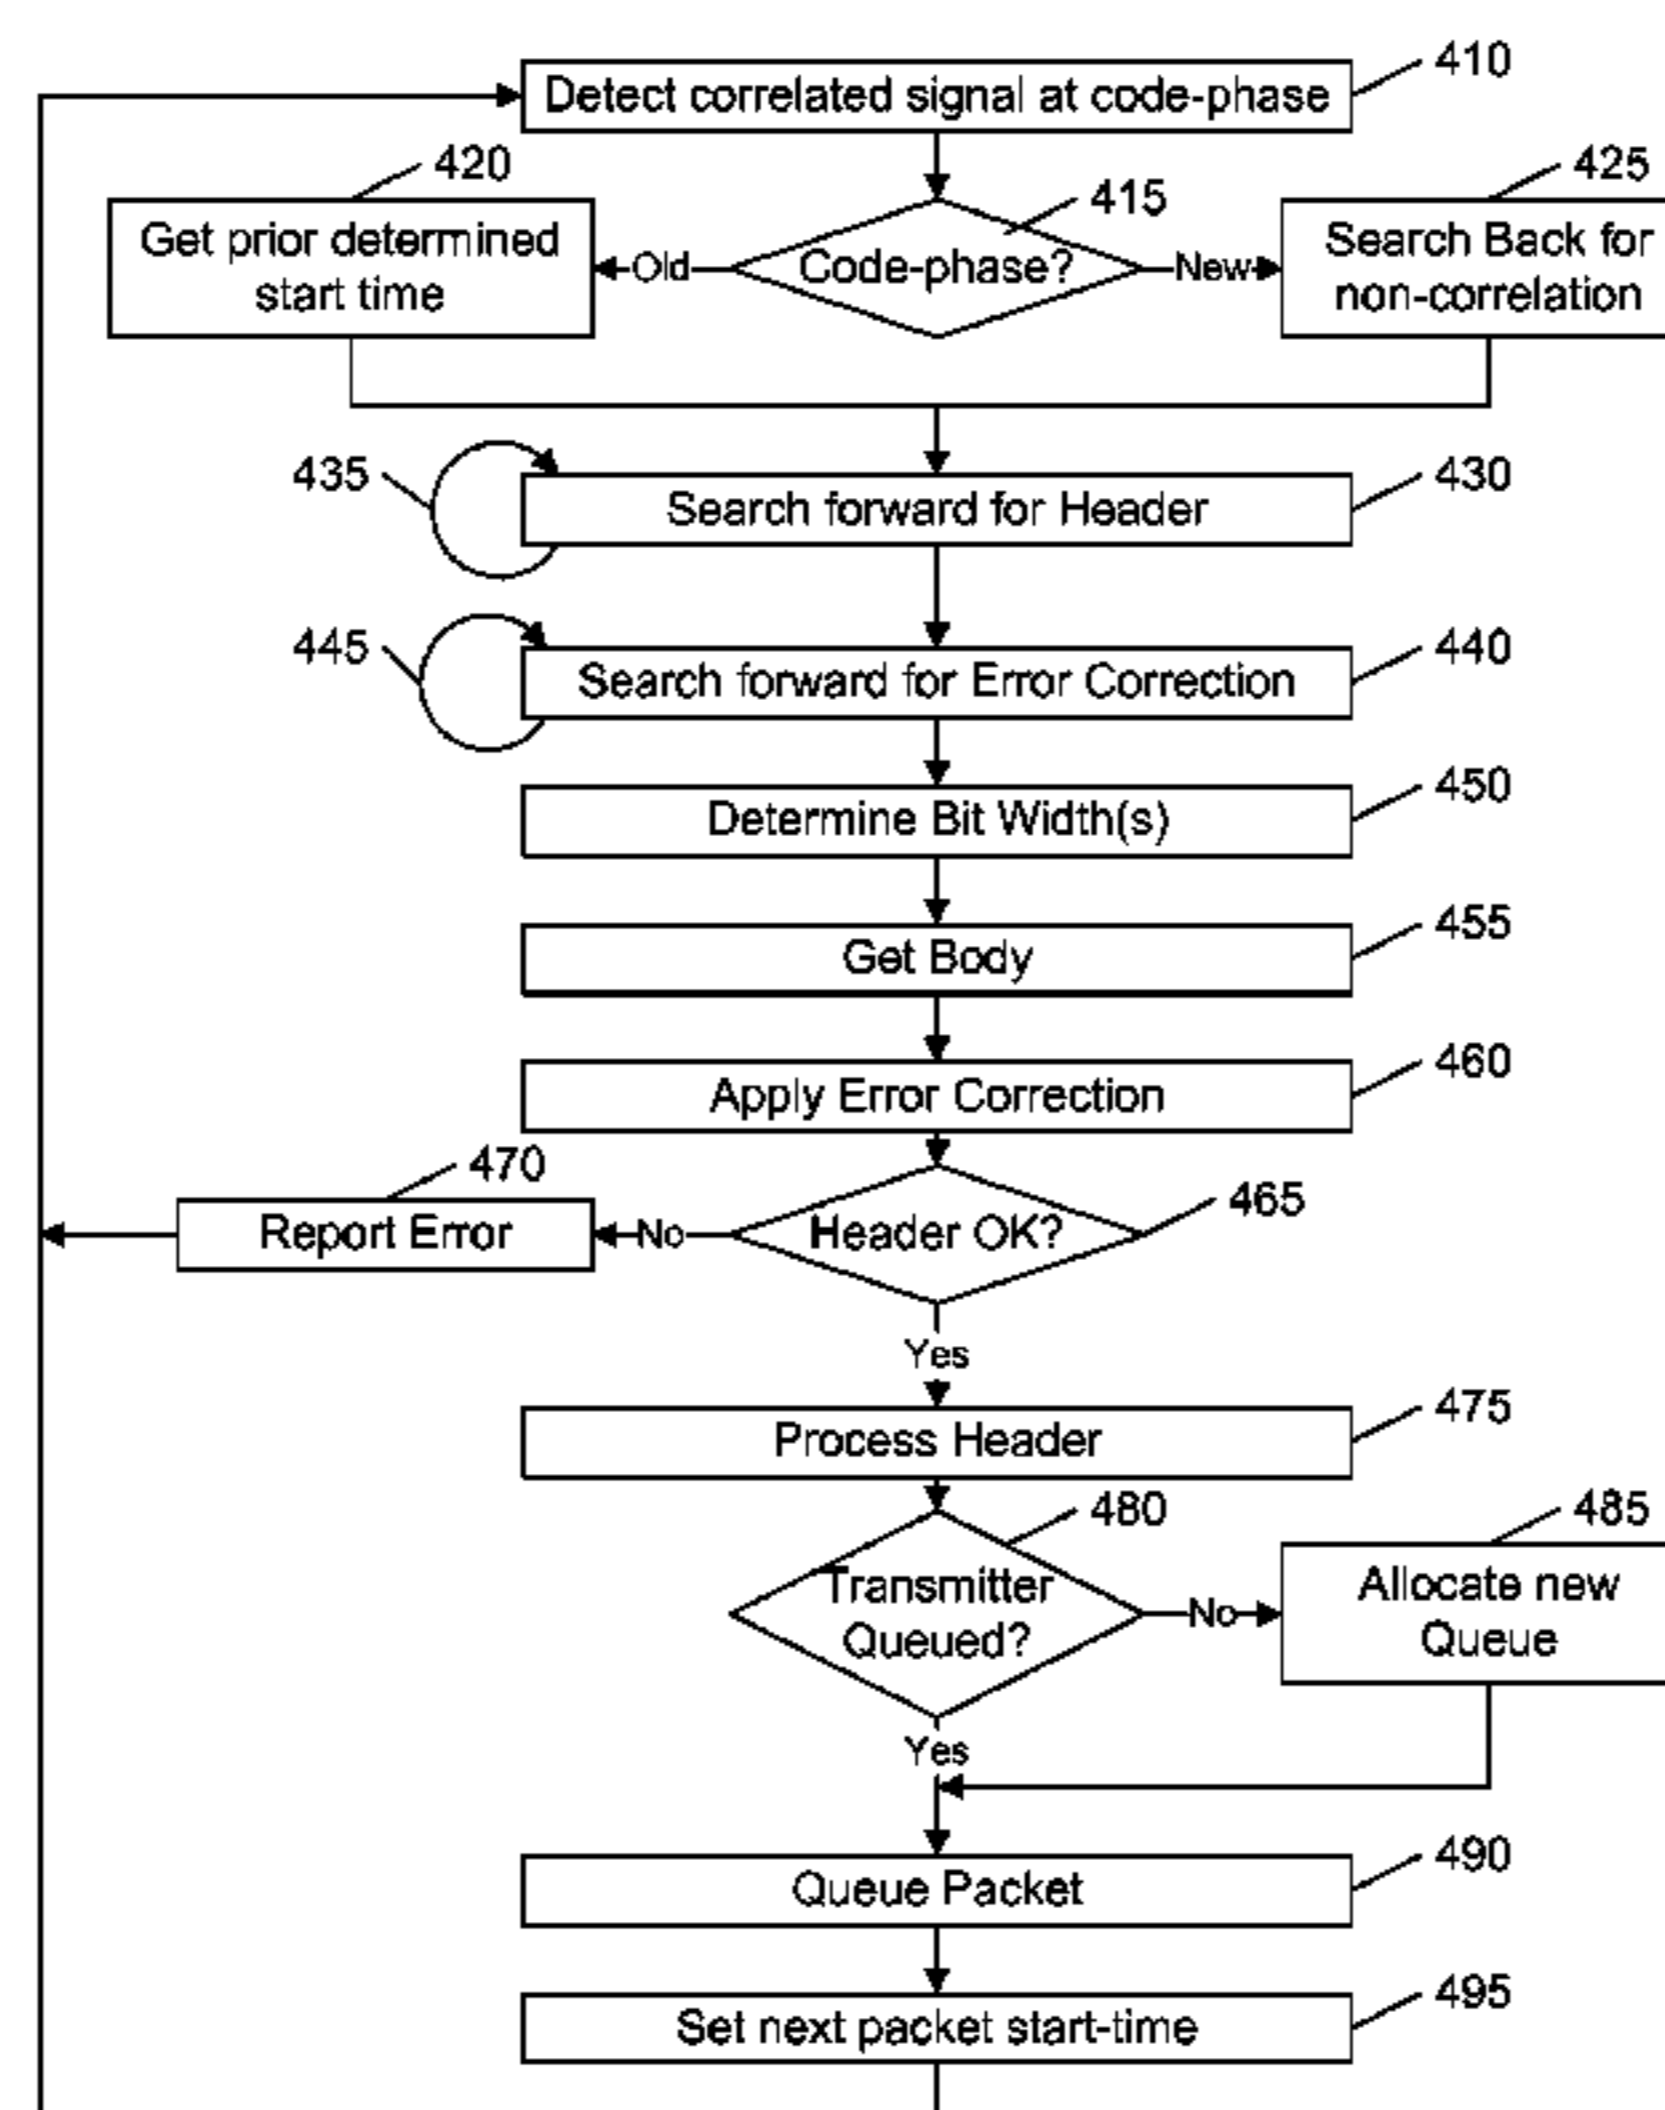 410
Detect correlated signal at code-phase
420
415
425
Get prior determined
start time
Old
Code-phase?
New
Search Back for
non-correlation
435
430
Search forward for Header
445
440
Search forward for Error Correction
450
Determine Bit Width(s)
455
Get Body
460
Apply Error Correction
470
465
Report Error
No
Header OK?
Yes
475
Process Header
480
485
Transmitter
Queued?
No
Allocate new
Queue
Yes
490
Queue Packet
495
Set next packet start-time